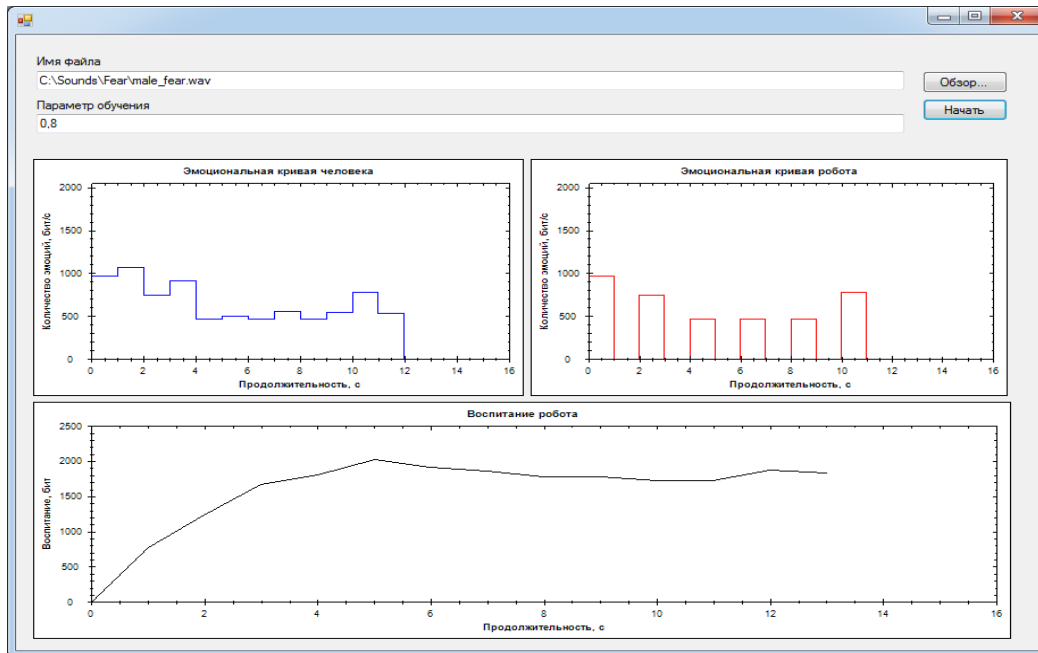 Имя файла
C:\Sounds\Fear\male_fear.wav
Обзор...
Параметр обучения
0,8
Начать
Эмоциональная кривая человека
Количество эмоций, бит/с
2000
1500
1000
500
0
0 2 4 6 8 10 12 14 16
Продолжительность, с
Эмоциональная кривая робота
Количество эмоций, бит/с
2000
1500
1000
500
0
0 2 4 6 8 10 12 14 16
Продолжительность, с
Воспитание робота
Воспитание, бит
2500
2000
1500
1000
500
0
0 2 4 6 8 10 12 14 16
Продолжительность, с